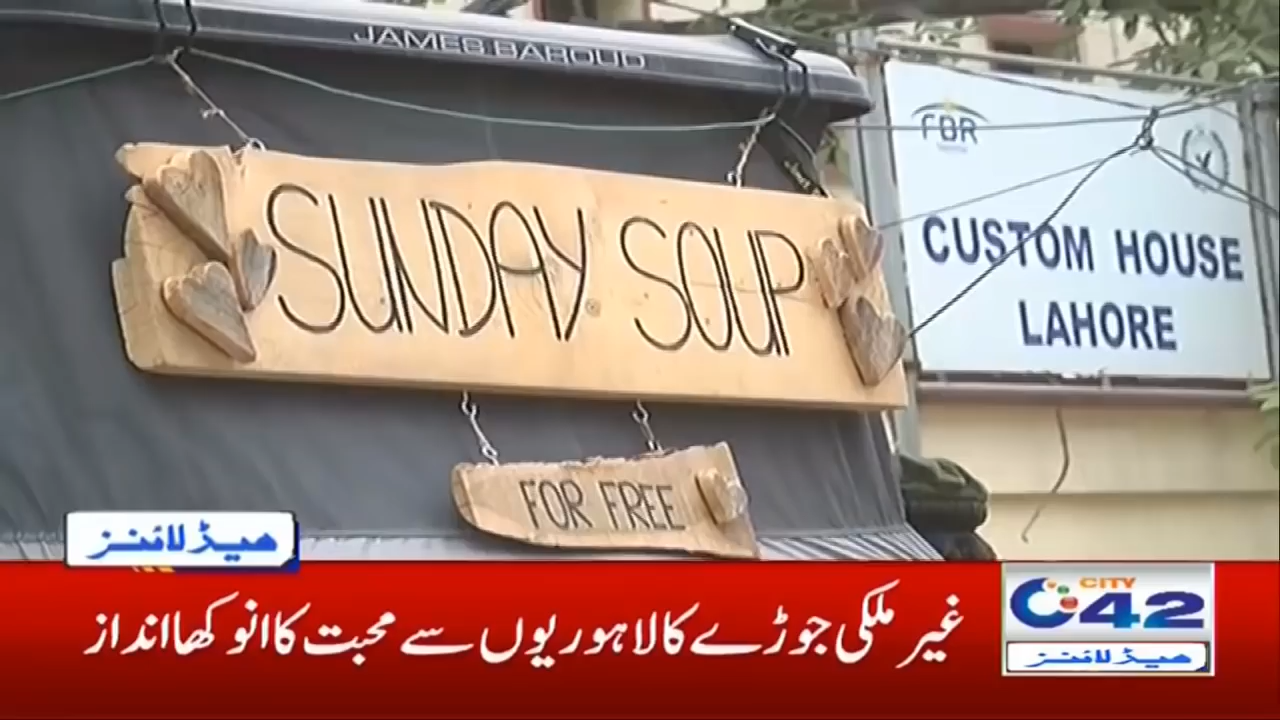 JAMES BAROUD
SUNDAY SOUP
FOR FREE
FBR
CUSTOM HOUSE
LAHORE
ہیڈلائنز
غیر ملکی جوڑے کا لاہوریوں سے محبت کا انوکھا انداز
CITY
42
ہیڈلائنز